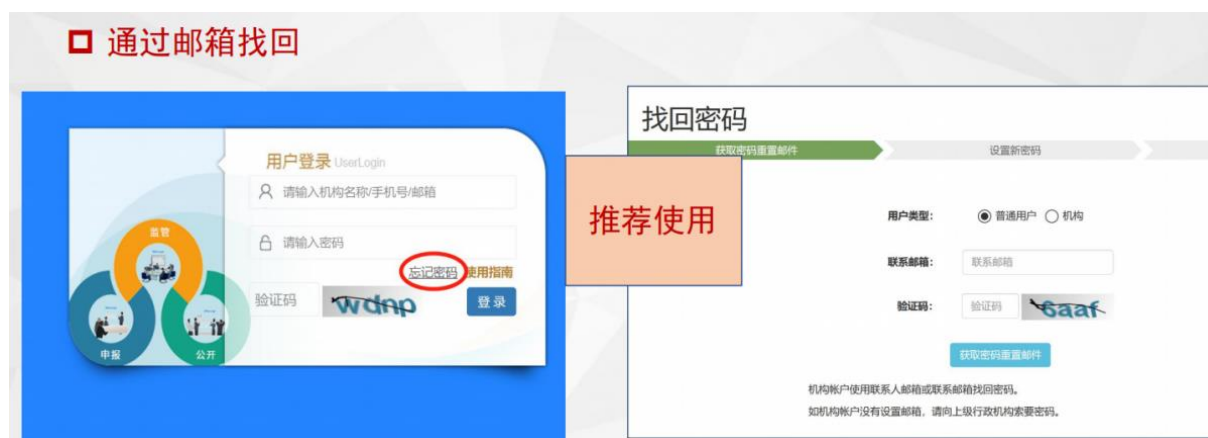 通过邮箱找回
用户登录 UserLogin
请输入机构名称/手机号/邮箱
请输入密码
忘记密码 使用指南
验证码 wdnp 登录
监管
申报
公开
推荐使用
找回密码
获取密码重置邮件
设置新密码
用户类型: 普通用户 机构
联系邮箱: 联系邮箱
验证码: 验证码 6aaf
获取密码重置邮件
机构帐户使用联系人邮箱或联系邮箱找回密码。
如机构帐户没有设置邮箱，请向上级行政机构索要密码。